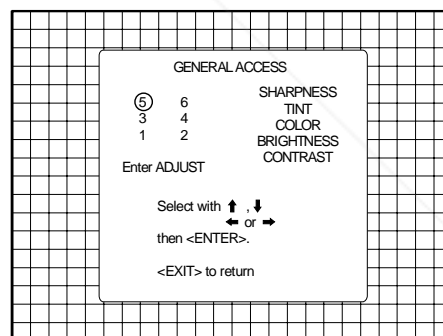 GENERAL ACCESS
5 6
3 4
1 2
SHARPNESS
TINT
COLOR
BRIGHTNESS
CONTRAST
Enter ADJUST
Select with ↑ , ↓
← or →
then <ENTER>.
<EXIT> to return